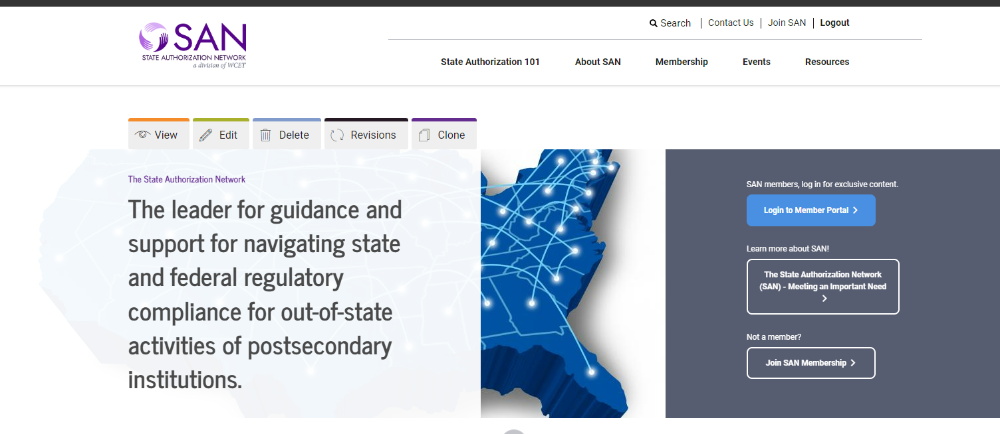 Search
Contact Us
Join SAN
Logout
SAN
STATE AUTHORIZATION NETWORK
a division of WCET
State Authorization 101
About SAN
Membership
Events
Resources
View
Edit
Delete
Revisions
Clone
The State Authorization Network
The leader for guidance and
support for navigating state
and federal regulatory
compliance for out-of-state
activities of postsecondary
institutions.
SAN members, log in for exclusive content.
Login to Member Portal
Learn more about SAN!
The State Authorization Network
(SAN) - Meeting an Important Need
Not a member?
Join SAN Membership